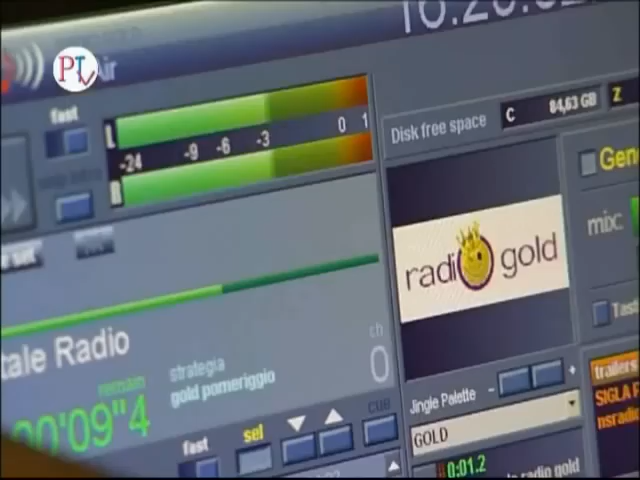 PTv
Air
fast
L
-24 -9 -6 -3 0 1
R
Disk free space
C 84,63 GB
Z
radio gold
mix:
tale Radio
remain
00'09"4
strategia
gold pomeriggio
ch
0
fast
sel
cue
Jingle Palette - +
GOLD
0:01.2
radio gold
trailers
SIGLA
nsradio